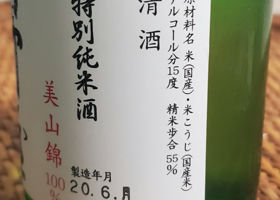 原材料名 米(国産)・米こうじ(国産米)
アルコール分15度 精米歩合 55%
清酒
特別純米酒
美山錦
100%
製造年月
20.6.